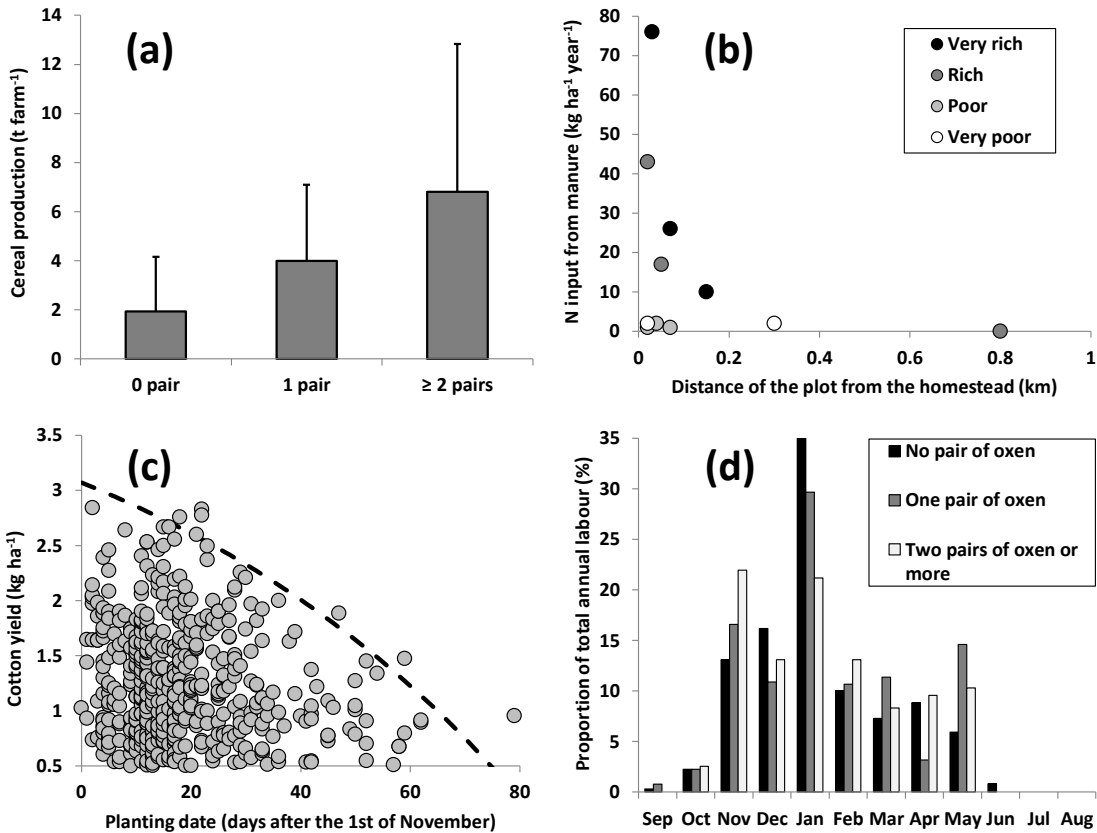 (a)
Cereal production (t farm⁻¹)
14
12
10
8
6
4
2
0
0 pair
1 pair
≥ 2 pairs
(b)
N input from manure (kg ha⁻¹ year⁻¹)
80
70
60
50
40
30
20
10
0
0
0.2
0.4
0.6
0.8
1
Distance of the plot from the homestead (km)
Very rich
Rich
Poor
Very poor
(c)
Cotton yield (kg ha⁻¹)
3.5
3
2.5
2
1.5
1
0.5
0
20
40
60
80
Planting date (days after the 1st of November)
(d)
Proportion of total annual labour (%)
35
30
25
20
15
10
5
0
Sep
Oct
Nov
Dec
Jan
Feb
Mar
Apr
May
Jun
Jul
Aug
No pair of oxen
One pair of oxen
Two pairs of oxen or
more